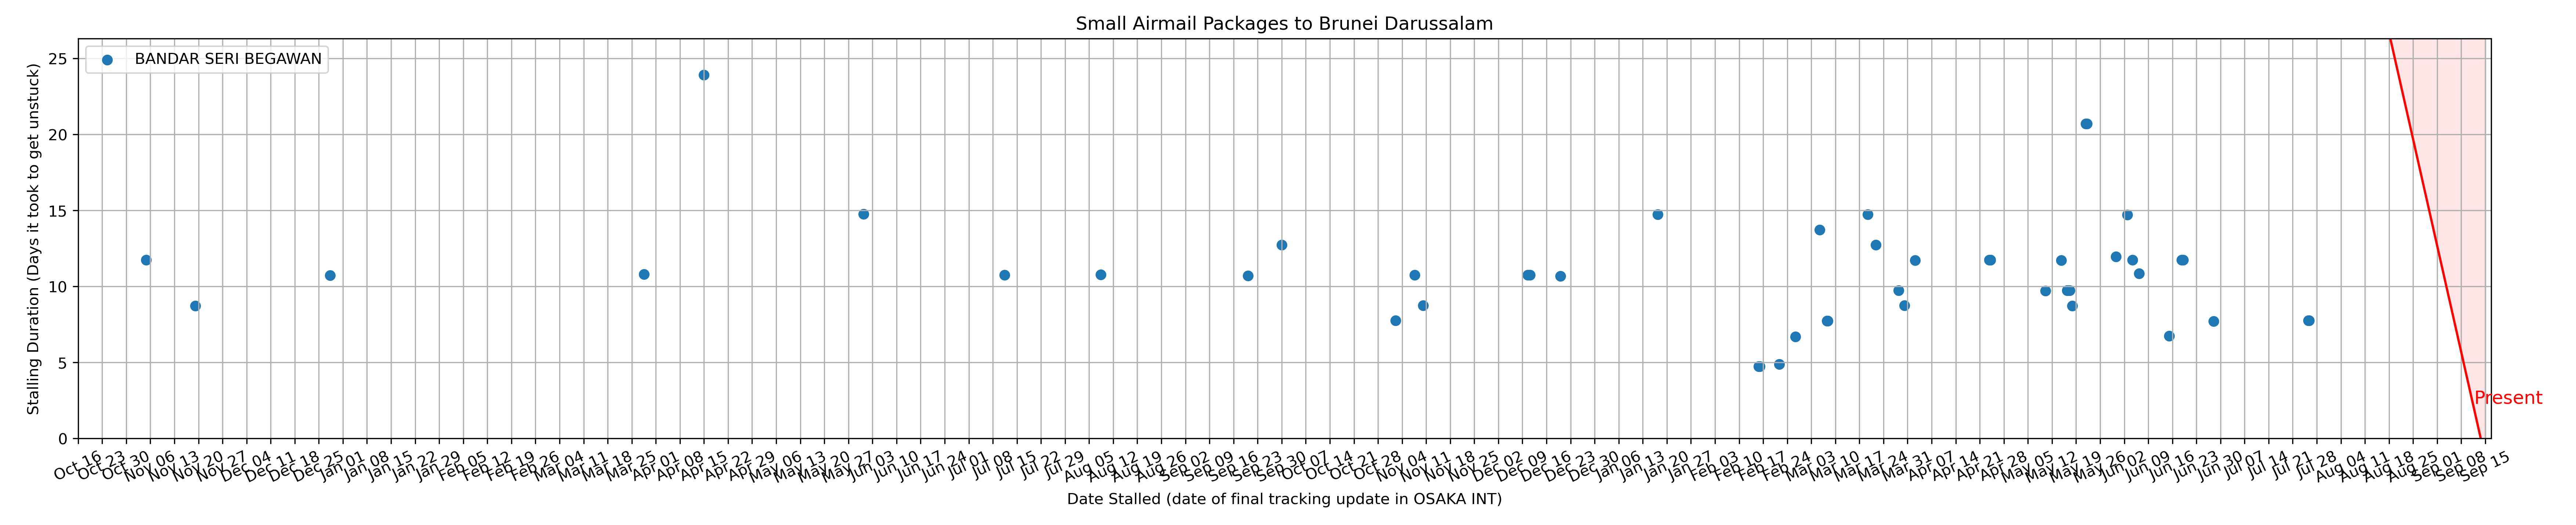 Small Airmail Packages to Brunei Darussalam
BANDAR SERI BEGAWAN
Stalling Duration (Days it took to get unstuck)
25
20
15
10
5
0
Present
Oct 16
Oct 23
Oct 30
Nov 06
Nov 13
Nov 20
Nov 27
Dec 04
Dec 11
Dec 18
Dec 25
Jan 01
Jan 08
Jan 15
Jan 22
Jan 29
Feb 05
Feb 12
Feb 19
Feb 26
Mar 04
Mar 11
Mar 18
Mar 25
Apr 01
Apr 08
Apr 15
Apr 22
Apr 29
May 06
May 13
May 20
May 27
Jun 03
Jun 10
Jun 17
Jun 24
Jul 01
Jul 08
Jul 15
Jul 22
Jul 29
Aug 05
Aug 12
Aug 19
Aug 26
Sep 02
Sep 09
Sep 16
Sep 23
Sep 30
Oct 07
Oct 14
Oct 21
Oct 28
Nov 04
Nov 11
Nov 18
Nov 25
Dec 02
Dec 09
Dec 16
Dec 23
Dec 30
Jan 06
Jan 13
Jan 20
Jan 27
Feb 03
Feb 10
Feb 17
Feb 24
Mar 03
Mar 10
Mar 17
Mar 24
Mar 31
Apr 07
Apr 14
Apr 21
Apr 28
May 05
May 12
May 19
May 26
Jun 02
Jun 09
Jun 16
Jun 23
Jun 30
Jul 07
Jul 14
Jul 21
Jul 28
Aug 04
Aug 11
Aug 18
Aug 25
Sep 01
Sep 08
Sep 15
Date Stalled (date of final tracking update in OSAKA INT)